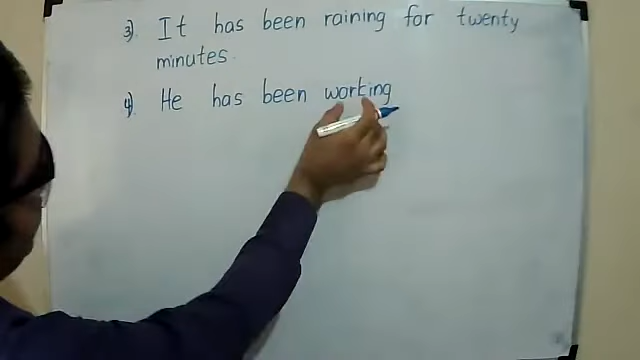 3). It has been raining for twenty
minutes.
4). He has been working